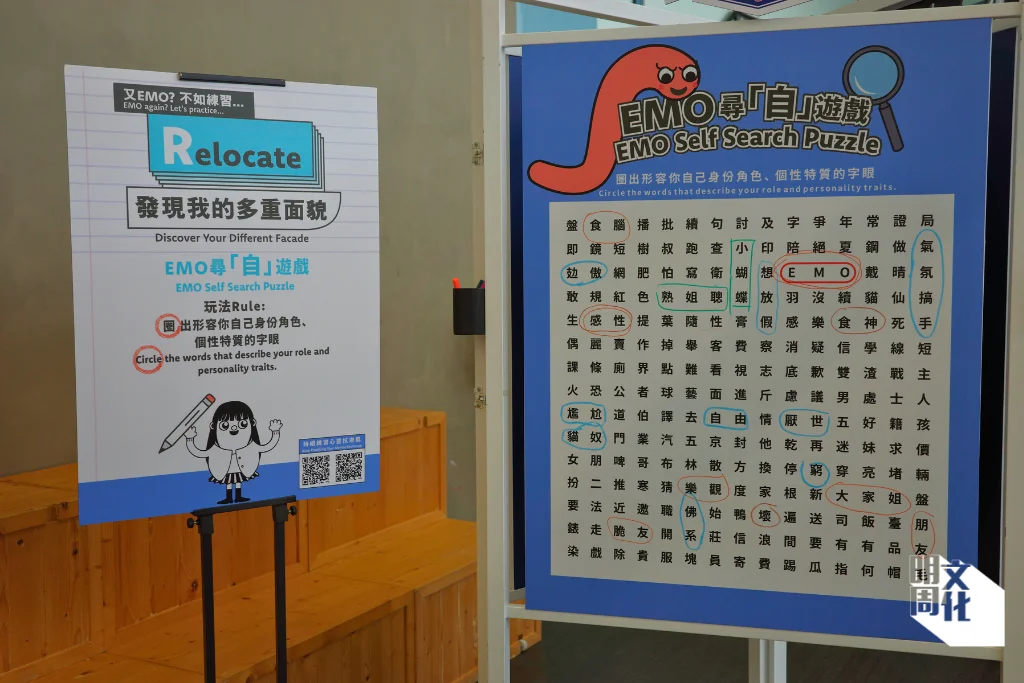 又EMO? 不如練習...
EMO again? Let's practice...
Relocate
發現我的多重面貌
Discover Your Different Facade
EMO尋「自」遊戲
EMO Self Search Puzzle
玩法Rule:
圈出形容你自己身份角色、
個性特質的字眼
Circle the words that describe your role and
personality traits.
EMO尋「自」遊戲
EMO Self Search Puzzle
圈出形容你自己身份角色、個性特質的字眼
Circle the words that describe your role and personality traits.
盤 食 腦 播 批 續 句 討 及 字 爭 年 常 證 局
即 鏡 短 樹 叔 跑 查 小 印 陪 絕 夏 鋼 做 氣
攰 傲 網 肥 怕 寫 衛 蝴 想 E M O 戴 晴 氛
敢 規 紅 色 熟 姐 聰 蝶 放 羽 沒 續 貓 仙 搞
生 感 性 提 葉 隨 性 膏 假 感 樂 食 神 死 手
偶 麗 賣 作 掉 舉 客 費 察 消 疑 信 學 線 短
課 條 廁 界 點 難 看 視 志 底 歉 雙 渣 戰 主
火 恐 公 者 球 藝 面 進 斤 慮 議 男 處 士 人
尷 尬 道 伯 譯 去 自 由 情 厭 世 五 好 籍 孩
貓 奴 門 業 汽 五 京 封 他 乾 再 迷 妹 求 價
女 朋 啤 哥 布 林 散 方 換 停 窮 穿 亮 堵 輛
扮 二 推 寒 猜 樂 觀 度 家 根 新 大 家 姐 盤
要 法 近 邀 職 佛 始 鴨 壞 遍 送 司 飯 臺 朋
錶 走 脆 友 開 系 莊 信 浪 間 要 有 有 品 友
染 戲 除 貴 服 塊 員 寄 費 踢 瓜 指 何 帽 毛
明周文化